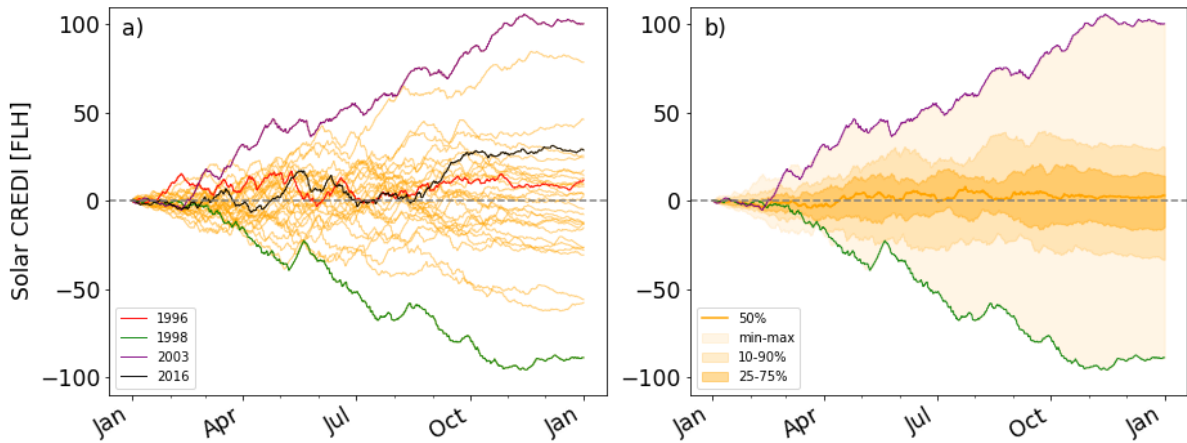 Solar CREDI [FLH]
a)
100
50
0
−50
−100
1996
1998
2003
2016
Jan
Apr
Jul
Oct
Jan
b)
100
50
0
−50
−100
50%
min-max
10-90%
25-75%
Jan
Apr
Jul
Oct
Jan